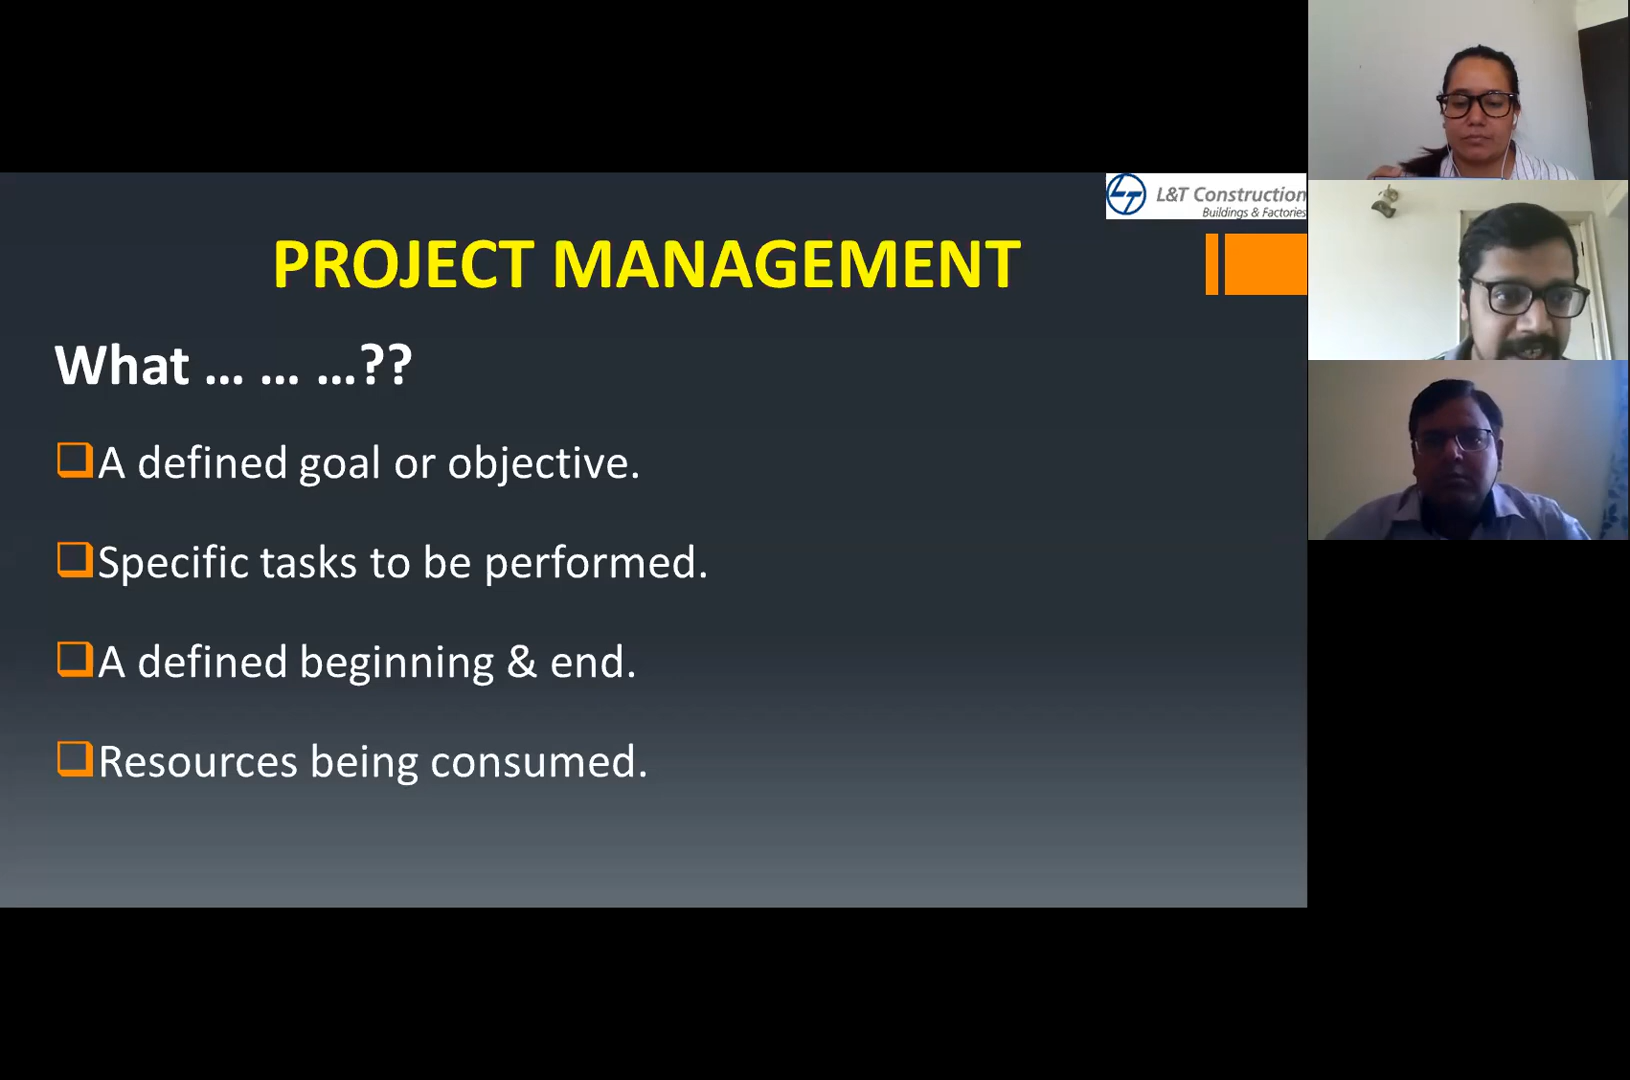 L&T Construction
Buildings & Factories
PROJECT MANAGEMENT
What ... ... ...??
A defined goal or objective.
Specific tasks to be performed.
A defined beginning & end.
Resources being consumed.